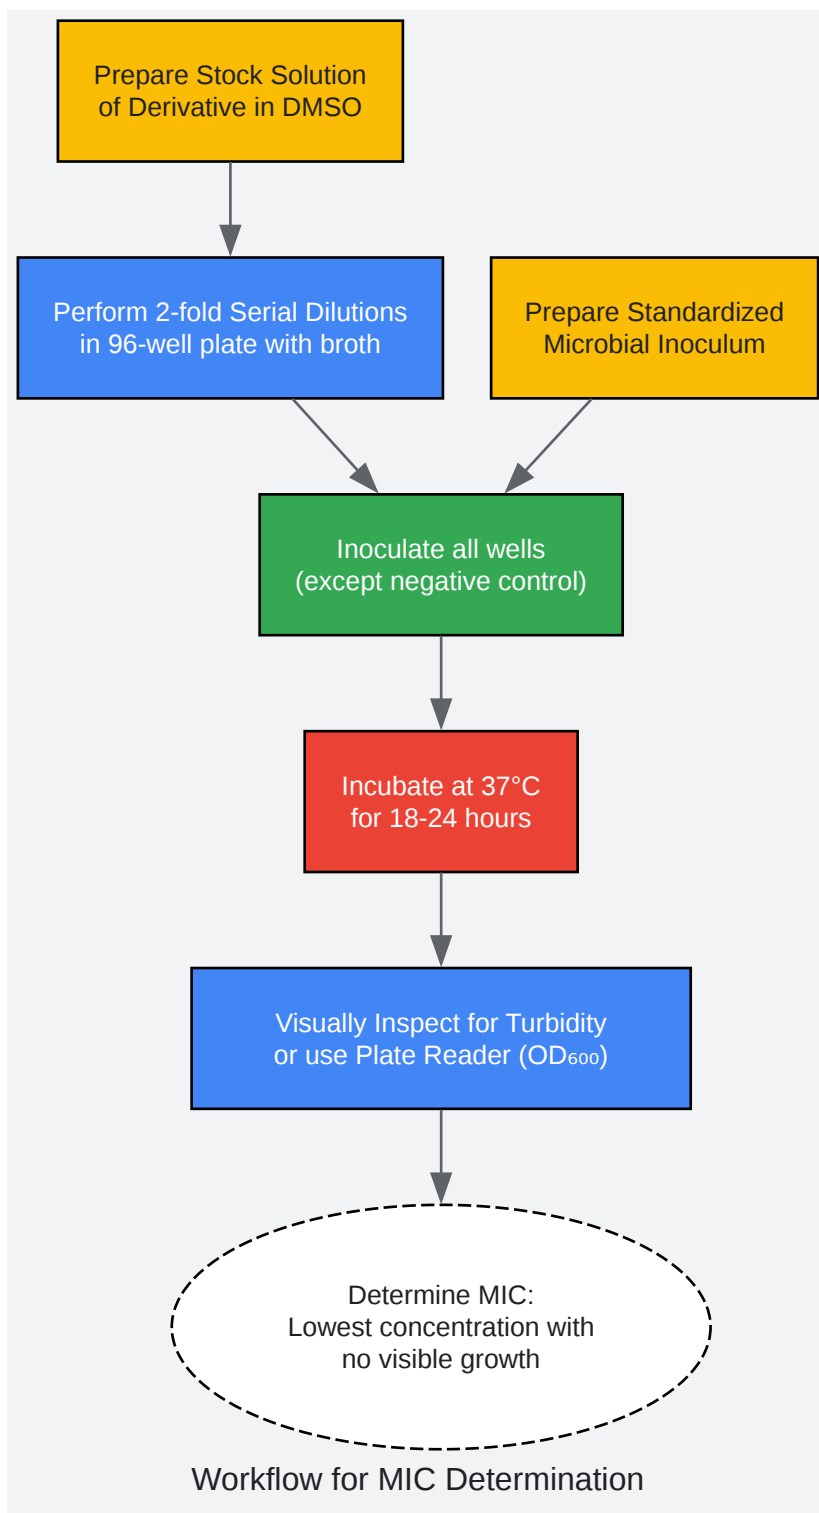 Prepare Stock Solution
of Derivative in DMSO
Perform 2-fold Serial Dilutions
in 96-well plate with broth
Prepare Standardized
Microbial Inoculum
Inoculate all wells
(except negative control)
Incubate at 37°C
for 18-24 hours
Visually Inspect for Turbidity
or use Plate Reader (OD₆₀₀)
Determine MIC:
Lowest concentration with
no visible growth
Workflow for MIC Determination